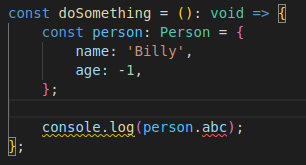 const doSomething = (): void => {
    const person: Person = {
        name: 'Billy',
        age: -1,
    };

    console.log(person.abc);
};